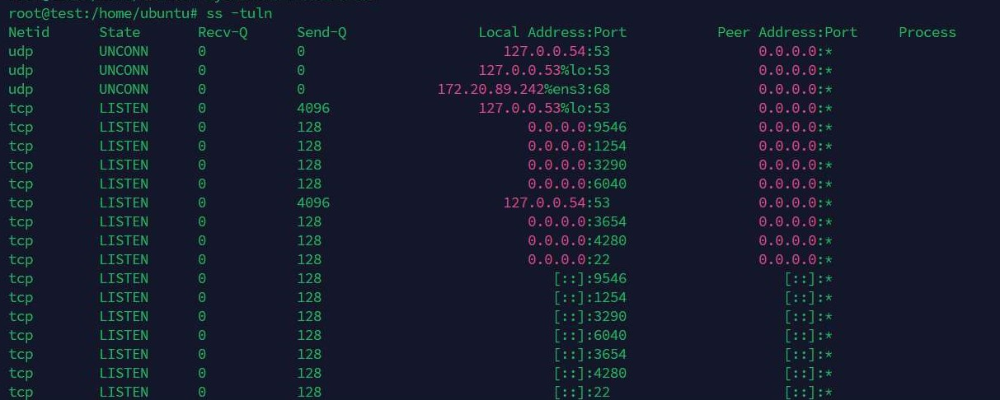 root@test:/home/ubuntu# ss -tuln
Netid State Recv-Q Send-Q Local Address:Port Peer Address:Port Process
udp UNCONN 0 0 127.0.0.54:53 0.0.0.0:*
udp UNCONN 0 0 127.0.0.53%lo:53 0.0.0.0:*
udp UNCONN 0 0 172.20.89.242%ens3:68 0.0.0.0:*
tcp LISTEN 0 4096 127.0.0.53%lo:53 0.0.0.0:*
tcp LISTEN 0 128 0.0.0.0:9546 0.0.0.0:*
tcp LISTEN 0 128 0.0.0.0:1254 0.0.0.0:*
tcp LISTEN 0 128 0.0.0.0:3290 0.0.0.0:*
tcp LISTEN 0 128 0.0.0.0:6040 0.0.0.0:*
tcp LISTEN 0 4096 127.0.0.54:53 0.0.0.0:*
tcp LISTEN 0 128 0.0.0.0:3654 0.0.0.0:*
tcp LISTEN 0 128 0.0.0.0:4280 0.0.0.0:*
tcp LISTEN 0 128 0.0.0.0:22 0.0.0.0:*
tcp LISTEN 0 128 [::]:9546 [::]:*
tcp LISTEN 0 128 [::]:1254 [::]:*
tcp LISTEN 0 128 [::]:3290 [::]:*
tcp LISTEN 0 128 [::]:6040 [::]:*
tcp LISTEN 0 128 [::]:3654 [::]:*
tcp LISTEN 0 128 [::]:4280 [::]:*
tcp LISTEN 0 128 [::]:22 [::]:*